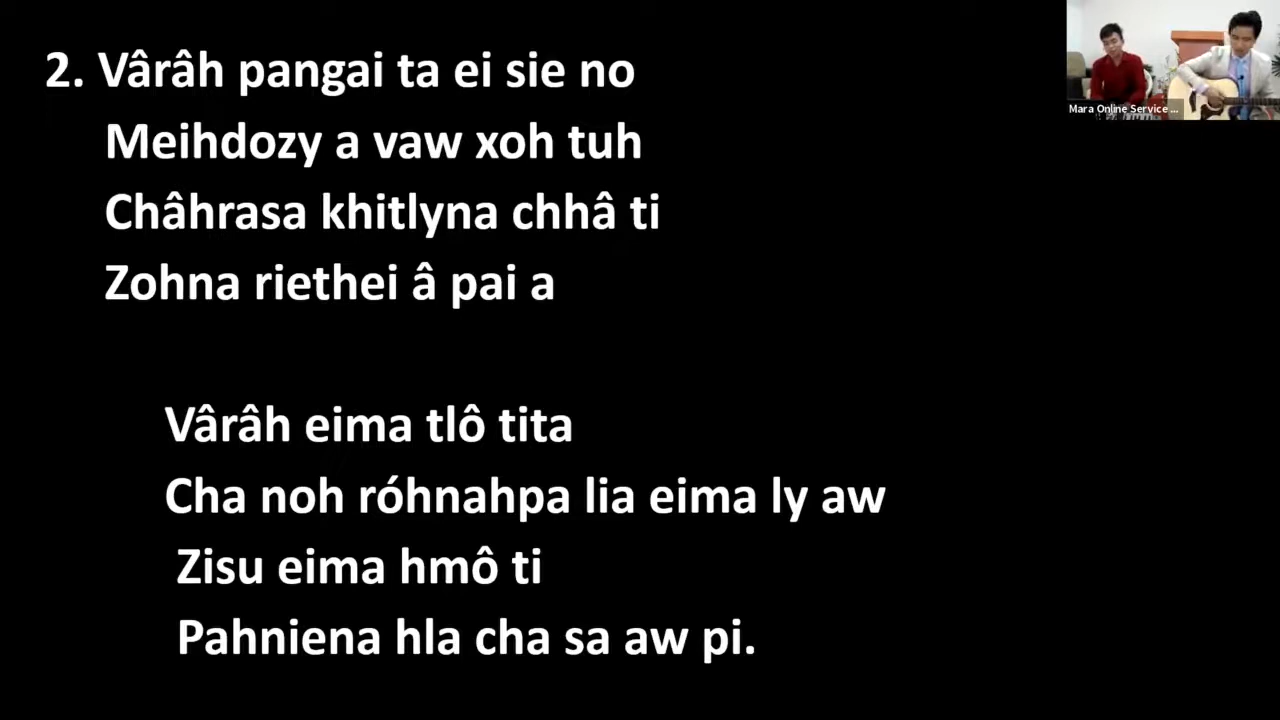 2. Vârâh pangai ta ei sie no
Meihdozy a vaw xoh tuh
Châhrasa khitlyna chhâ ti
Zohna riethei â pai a
Vârâh eima tlô tita
Cha noh róhnahpa lia eima ly aw
Zisu eima hmô ti
Pahniena hla cha sa aw pi.
Mara Online Service ...